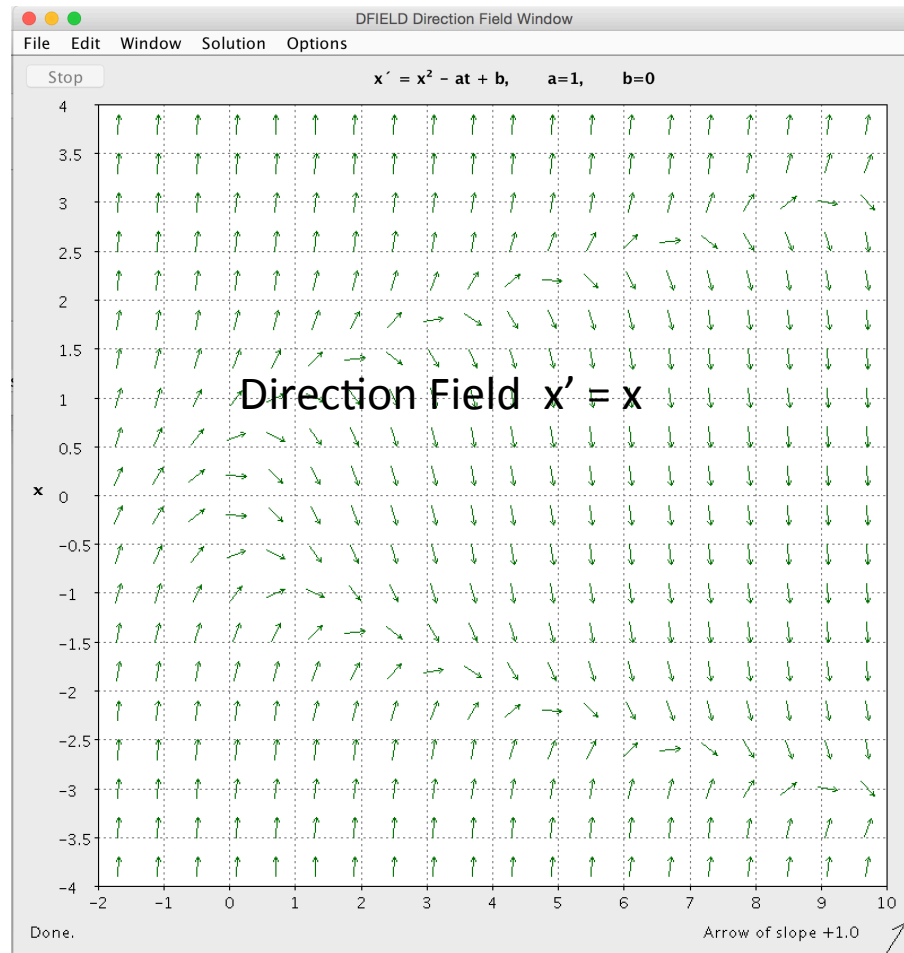 DFIELD Direction Field Window
File Edit Window Solution Options
Stop
x´ = x² − at + b, a=1, b=0
4
3.5
3
2.5
2
1.5
Direction Field x’ = x
1
0.5
x
0
−0.5
−1
−1.5
−2
−2.5
−3
−3.5
−4
−2 −1 0 1 2 3 4 5 6 7 8 9 10
Done. Arrow of slope +1.0